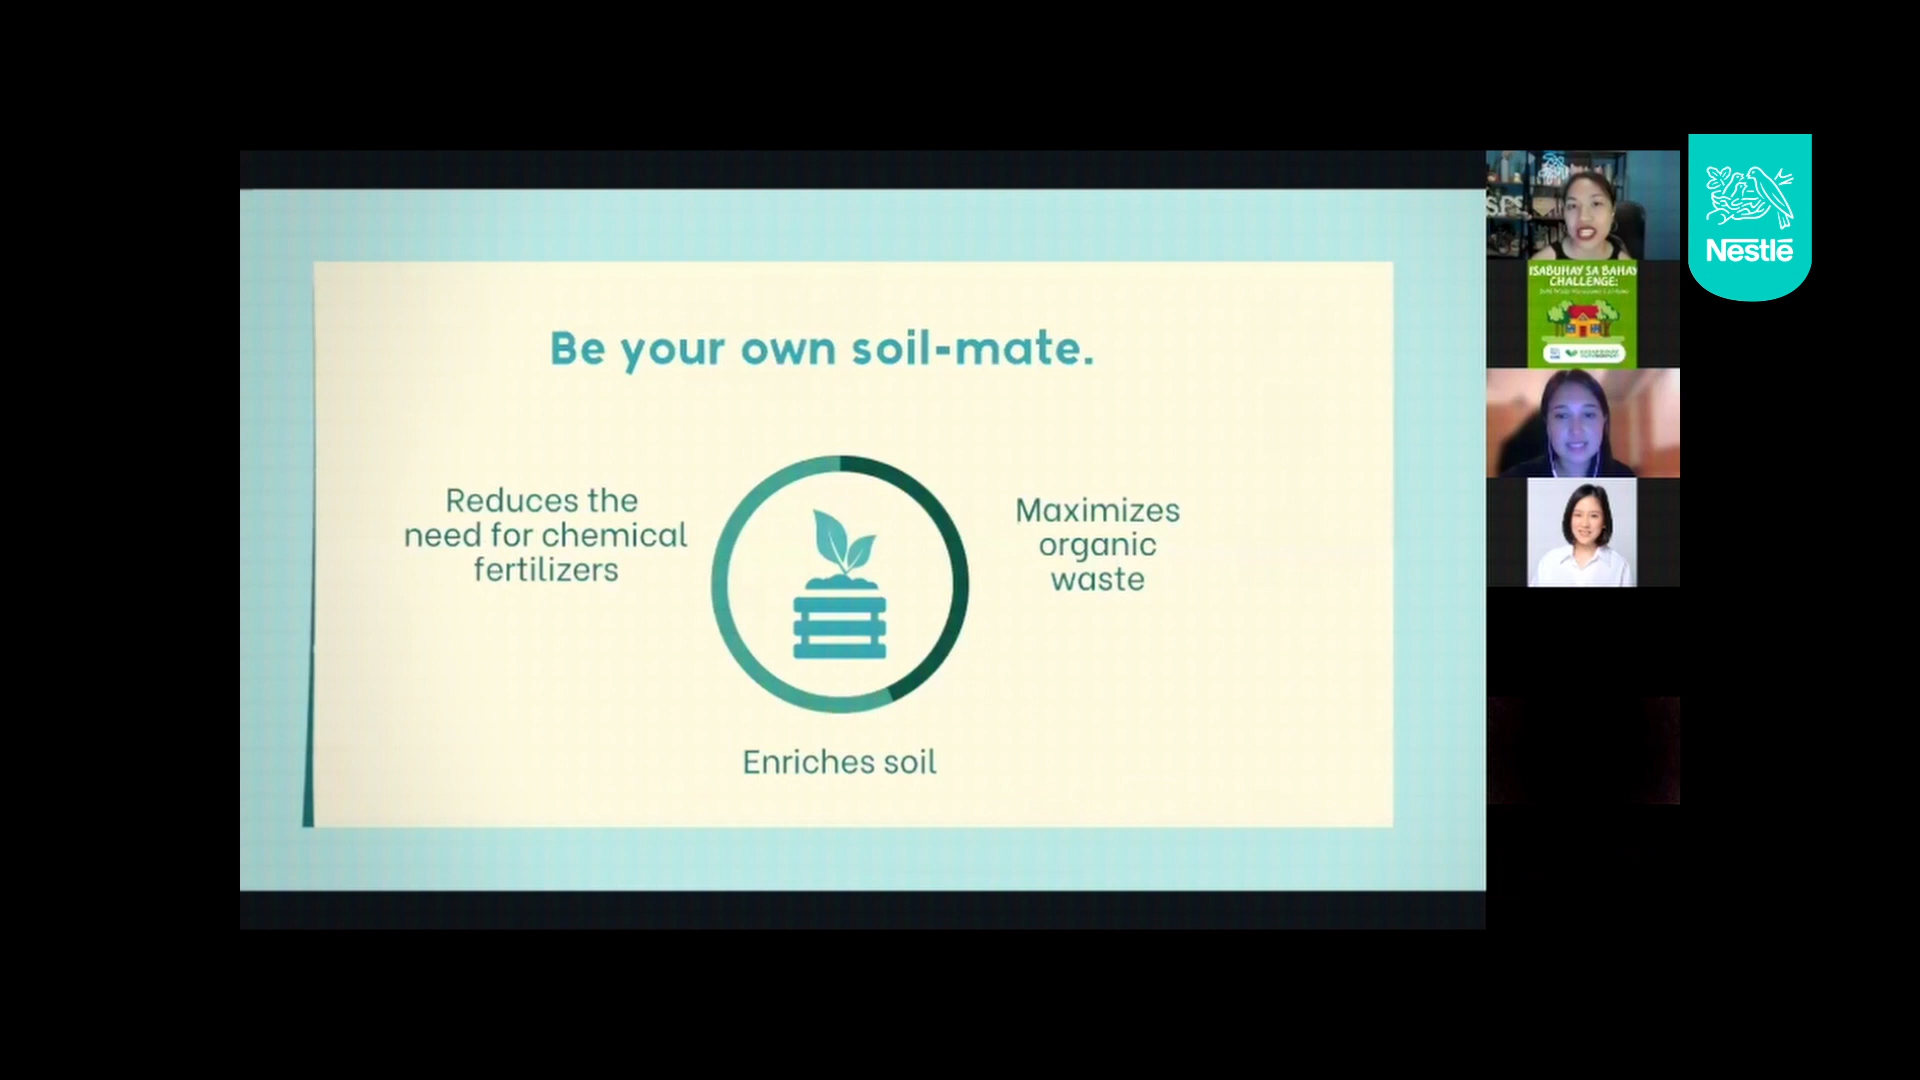 Be your own soil-mate.
Reduces the
need for chemical
fertilizers
Maximizes
organic
waste
Enriches soil
ISABUHAY SA BAHAY
CHALLENGE:
Nestlé